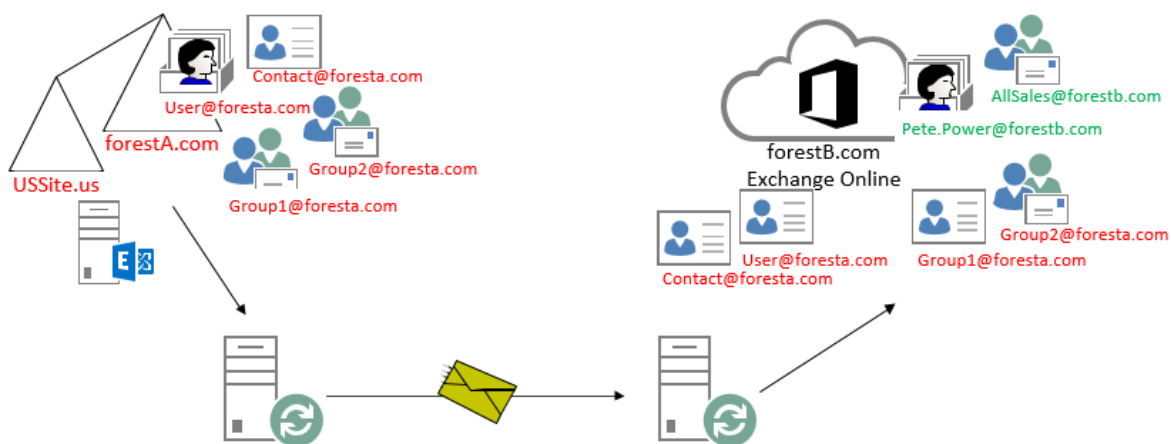 Contact@foresta.com
User@foresta.com
forestA.com
Group2@foresta.com
USSite.us
Group1@foresta.com
E
AllSales@forestb.com
Pete.Power@forestb.com
forestB.com
Exchange Online
Group2@foresta.com
User@foresta.com
Group1@foresta.com
Contact@foresta.com